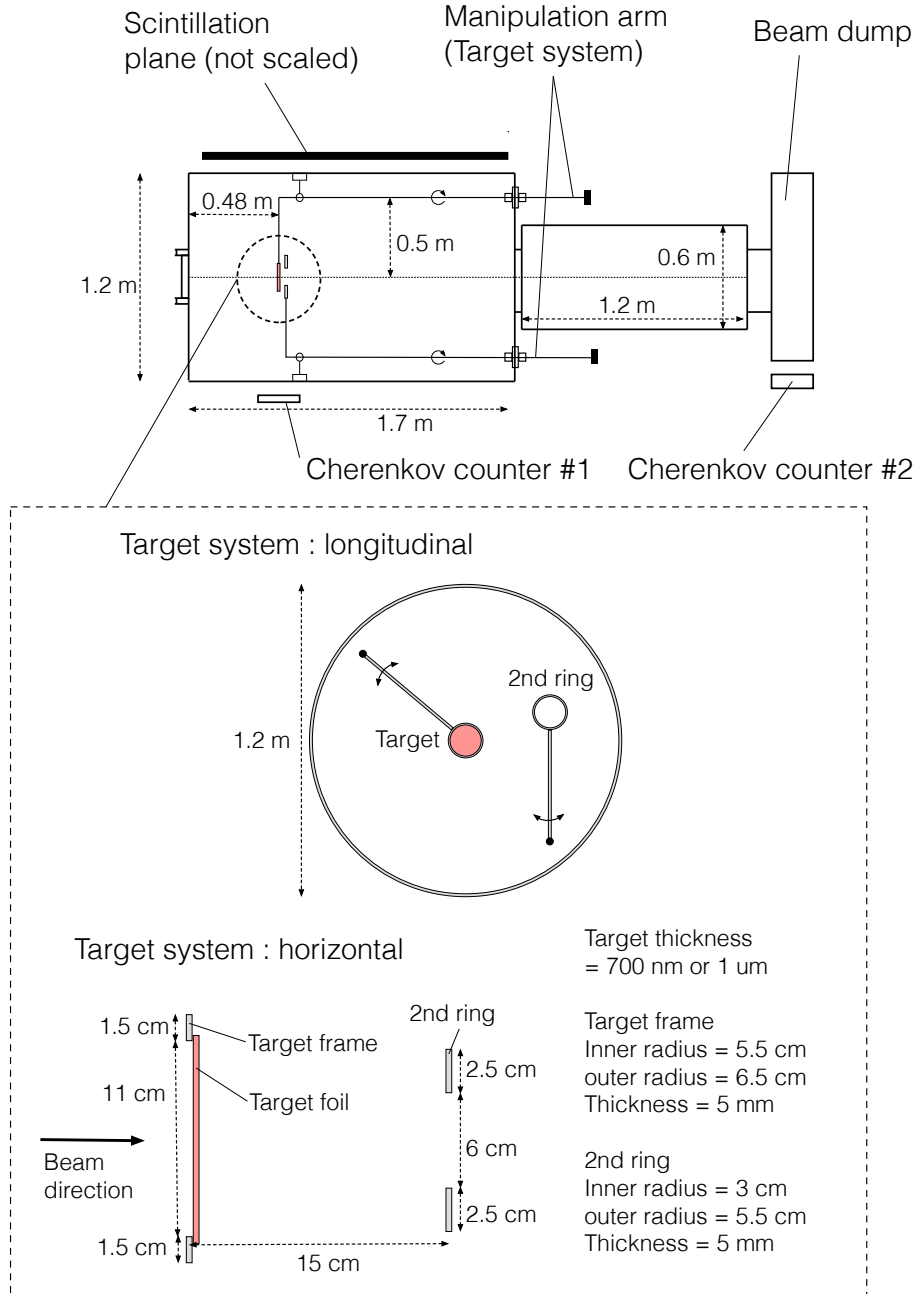 Scintillation
plane (not scaled)
Manipulation arm
(Target system)
Beam dump
0.48 m
0.5 m
1.2 m
0.6 m
1.2 m
1.7 m
Cherenkov counter #1
Cherenkov counter #2
Target system : longitudinal
2nd ring
1.2 m
Target
Target system : horizontal
1.5 cm
Target frame
11 cm
Target foil
Beam
direction
1.5 cm
15 cm
2nd ring
2.5 cm
6 cm
2.5 cm
Target thickness
= 700 nm or 1 um
Target frame
Inner radius = 5.5 cm
outer radius = 6.5 cm
Thickness = 5 mm
2nd ring
Inner radius = 3 cm
outer radius = 5.5 cm
Thickness = 5 mm